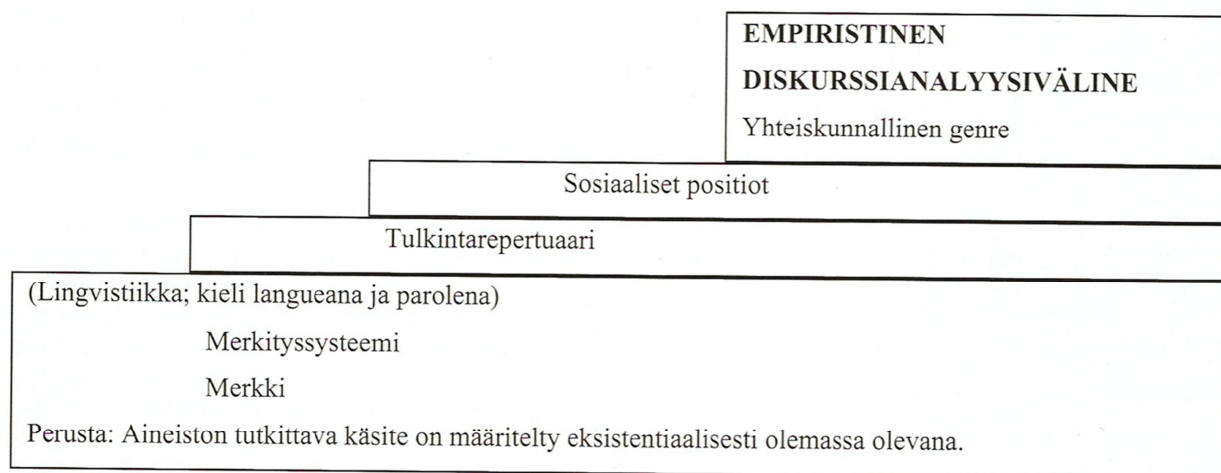 EMPIRISTINEN
DISKURSSIANALYYSIVÄLINE
Yhteiskunnallinen genre
Sosiaaliset positiot
Tulkintarepertuaari
(Lingvistiikka; kieli langueana ja parolena)
Merkityssysteemi
Merkki
Perusta: Aineiston tutkittava käsite on määritelty eksistentiaalisesti olemassa olevana.